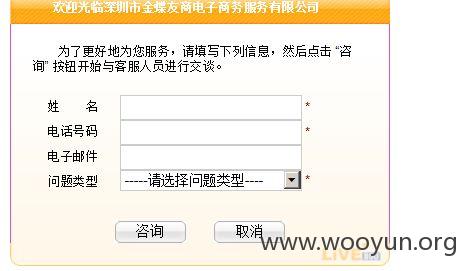 欢迎光临深圳市金蝶友商电子商务服务有限公司
为了更好地为您服务，请填写下列信息，然后点击 “咨
询” 按钮开始与客服人员进行交谈。
姓　　名 *
电话号码 *
电子邮件
问题类型 -----请选择问题类型---- *
咨询 取消
www.wooyun.org
LIVE